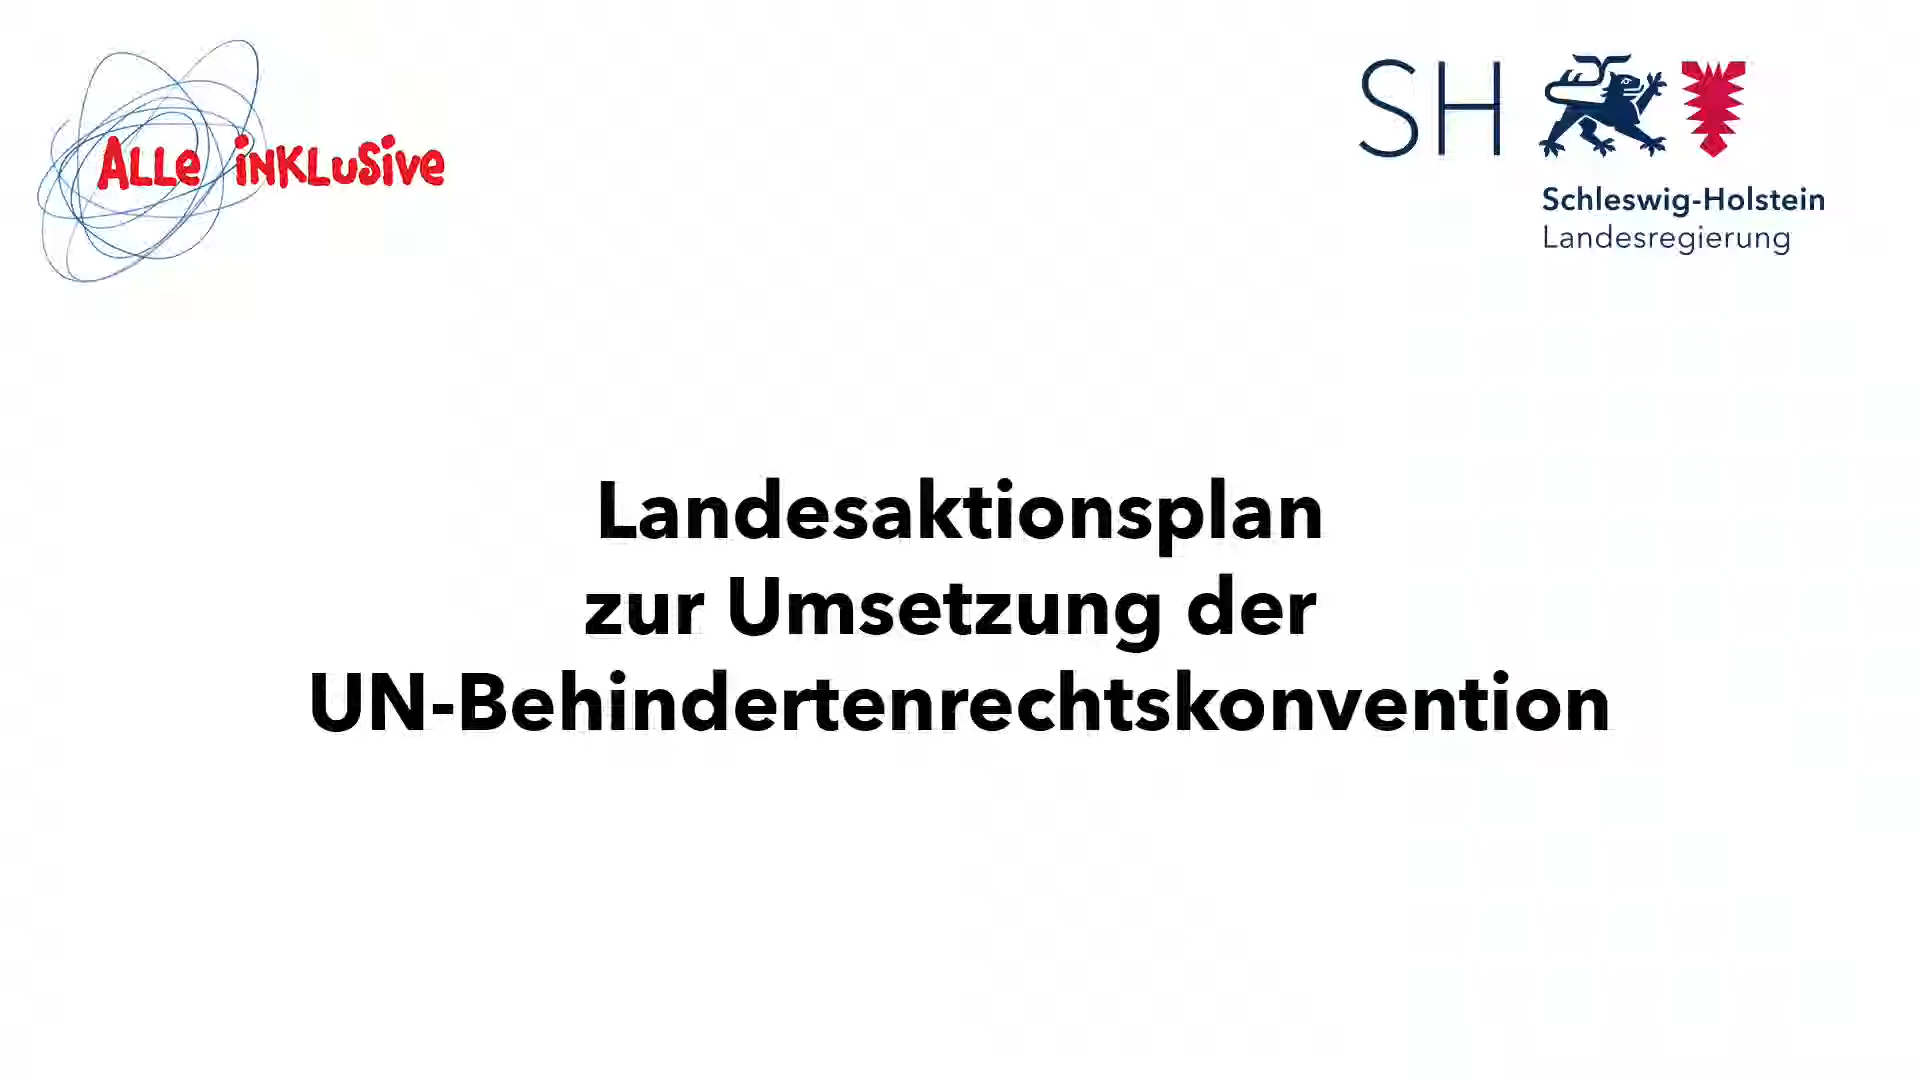 ALLe iNKLuSive
SH
Schleswig-Holstein
Landesregierung
Landesaktionsplan
zur Umsetzung der
UN-Behindertenrechtskonvention